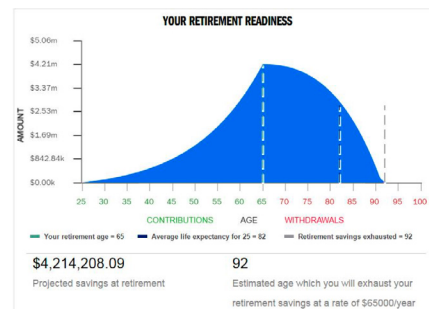 YOUR RETIREMENT READINESS
$5.06m
$4.21m
$3.37m
$2.53m
$1.69m
$842.84k
$0.00k
AMOUNT
25 30 35 40 45 50 55 60 65 70 75 80 85 90 95 100
CONTRIBUTIONS AGE WITHDRAWALS
Your retirement age = 65 Average life expectancy for 25 = 82 Retirement savings exhausted = 92
$4,214,208.09
Projected savings at retirement
92
Estimated age which you will exhaust your
retirement savings at a rate of $65000/year